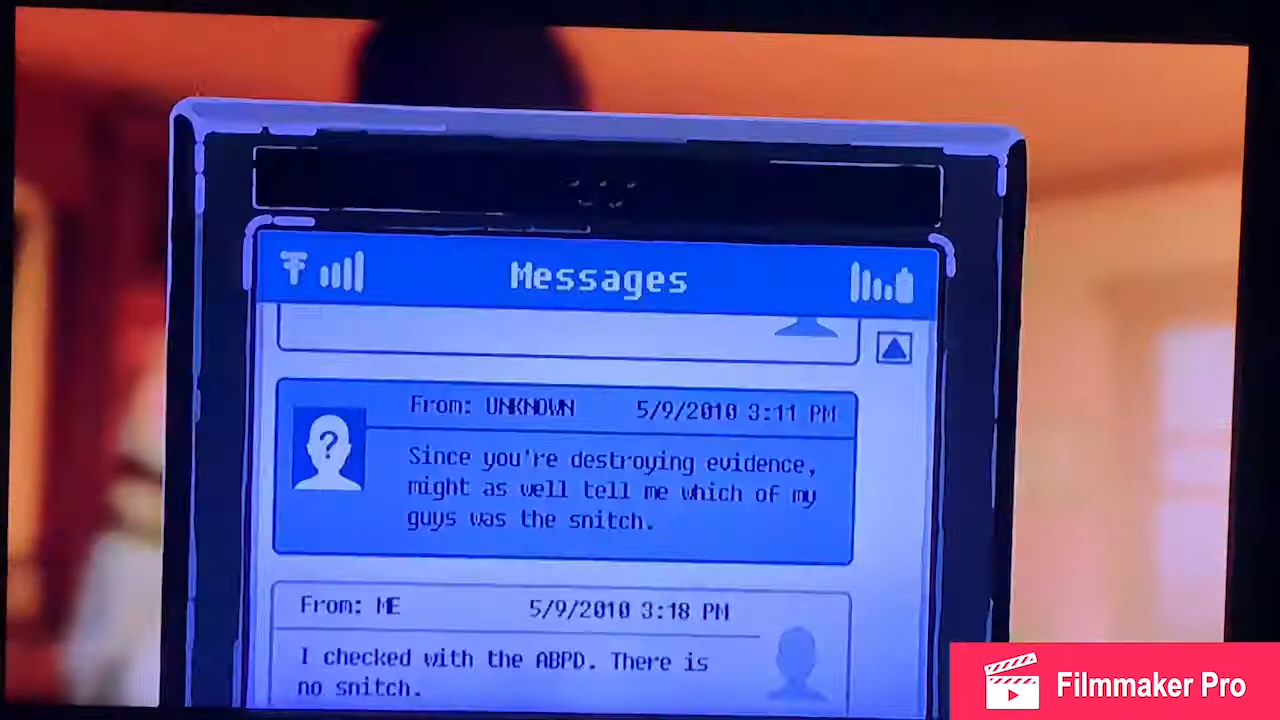 Messages
From: UNKNOWN 5/9/2010 3:11 PM
?
Since you're destroying evidence,
might as well tell me which of my
guys was the snitch.
From: ME 5/9/2010 3:18 PM
I checked with the ABPD. There is
no snitch.
Filmmaker Pro